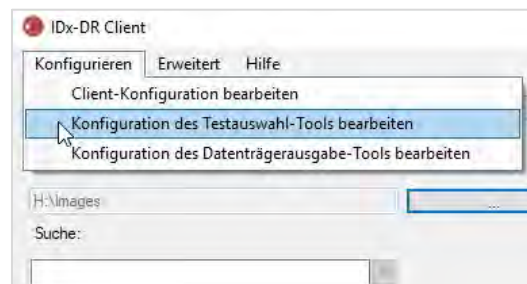 IDx-DR Client
Konfigurieren Erweitert Hilfe
Client-Konfiguration bearbeiten
Konfiguration des Testauswahl-Tools bearbeiten
Konfiguration des Datenträgerausgabe-Tools bearbeiten
H:\Images ...
Suche: